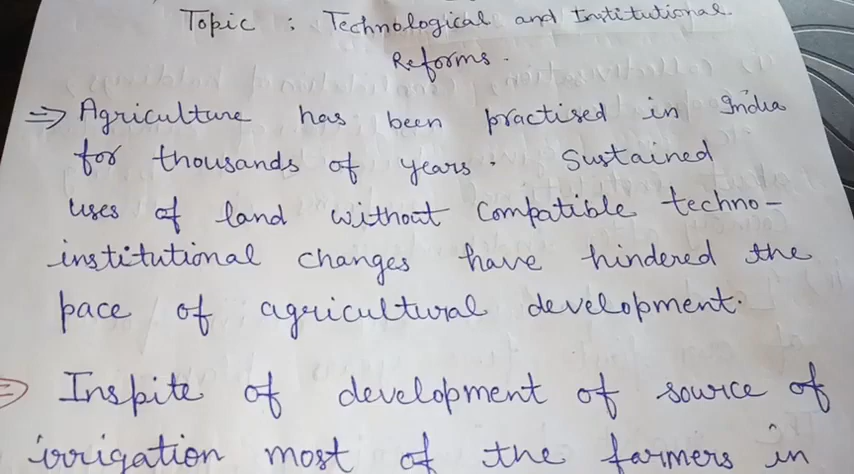 Topic : Technological and Institutional
Reforms.
⇒ Agriculture has been practised in India
for thousands of years. Sustained
uses of land without compatible techno-
institutional changes have hindered the
pace of agricultural development.
⇒ Inspite of development of source of
irrigation most of the farmers in